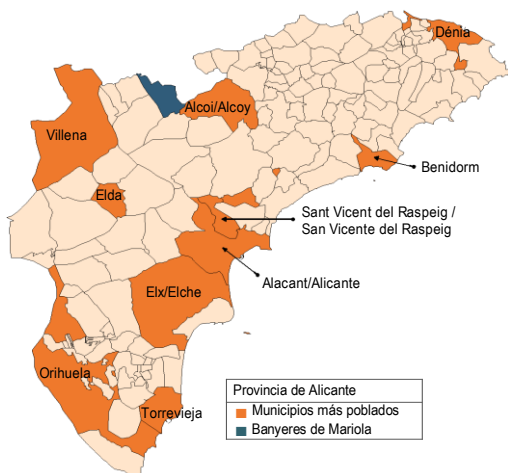 Dénia
Alcoi/Alcoy
Villena
Benidorm
Elda
Sant Vicent del Raspeig /
San Vicente del Raspeig
Alacant/Alicante
Elx/Elche
Orihuela
Torrevieja
Provincia de Alicante
Municipios más poblados
Banyeres de Mariola